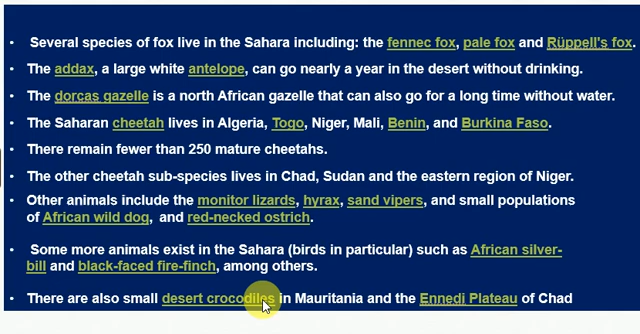 • Several species of fox live in the Sahara including: the fennec fox, pale fox and Rüppell's fox.
• The addax, a large white antelope, can go nearly a year in the desert without drinking.
• The dorcas gazelle is a north African gazelle that can also go for a long time without water.
• The Saharan cheetah lives in Algeria, Togo, Niger, Mali, Benin, and Burkina Faso.
• There remain fewer than 250 mature cheetahs.
• The other cheetah sub-species lives in Chad, Sudan and the eastern region of Niger.
• Other animals include the monitor lizards, hyrax, sand vipers, and small populations
of African wild dog, and red-necked ostrich.
• Some more animals exist in the Sahara (birds in particular) such as African silver-
bill and black-faced fire-finch, among others.
• There are also small desert crocodiles in Mauritania and the Ennedi Plateau of Chad